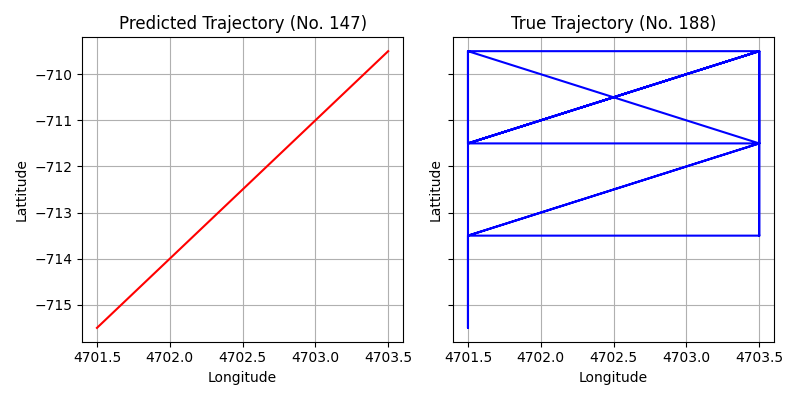 Predicted Trajectory (No. 147)
True Trajectory (No. 188)
Lattitude
−710
−711
−712
−713
−714
−715
4701.5 4702.0 4702.5 4703.0 4703.5
Longitude
Lattitude
4701.5 4702.0 4702.5 4703.0 4703.5
Longitude